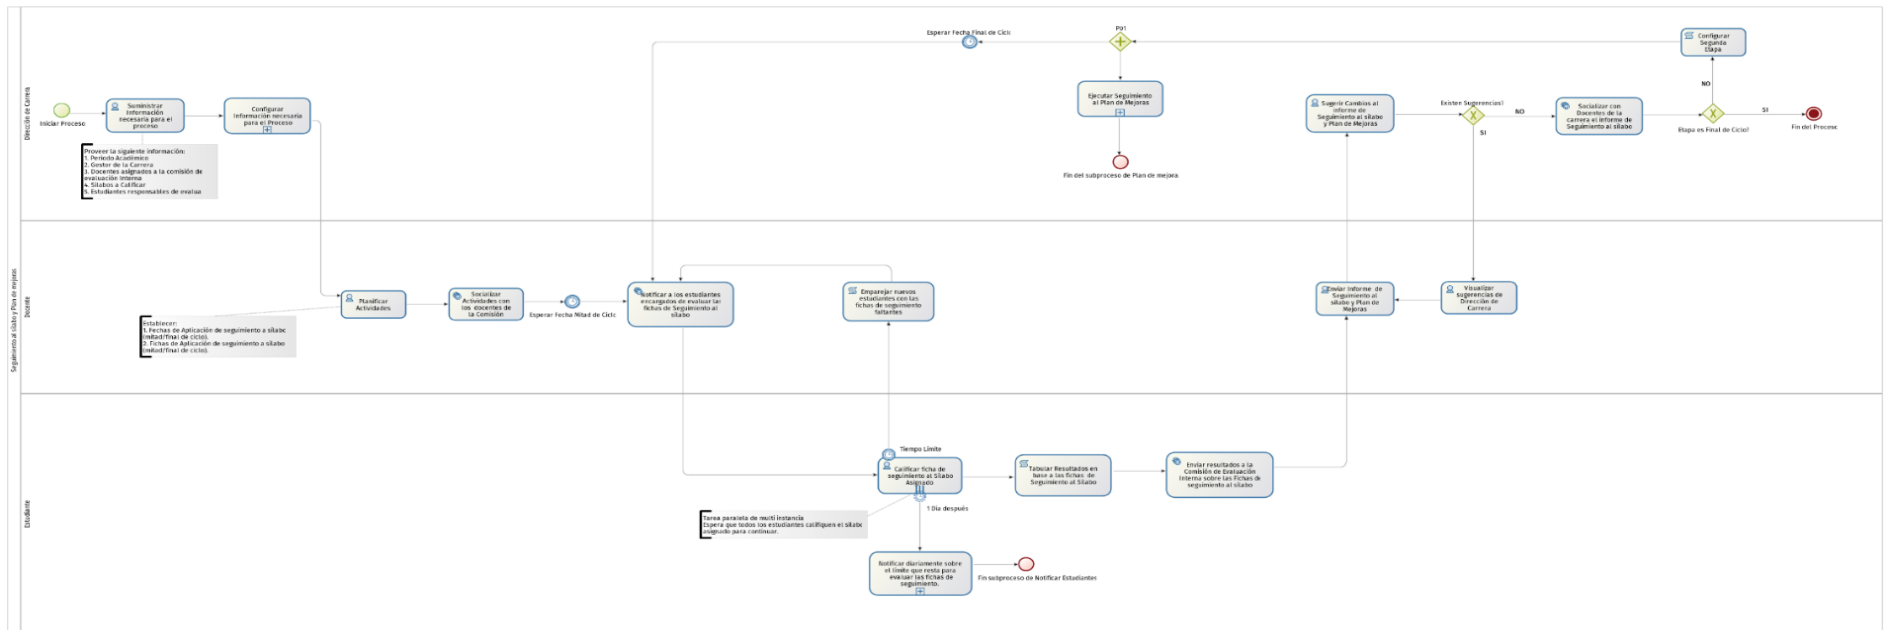 Seguimiento al sílabo y Plan de mejoras
Dirección de Carrera
Iniciar Proceso
Suministrar
Información
necesaria para el
proceso
Configurar
Información necesaria
para el Proceso
Proveer la siguiente información:
1. Periodo Académico
2. Gestor de la Carrera
3. Docentes asignados a la comisión de
evaluación Interna
4. Sílabos a Calificar
5. Estudiantes responsables de evalua
Esperar Fecha Final de Ciclo
P91
Ejecutar Seguimiento
al Plan de Mejoras
Fin del subproceso de Plan de mejora
Sugerir Cambios al
informe de
Seguimiento al sílabo
y Plan de Mejoras
Existen Sugerencias?
NO
SI
Socializar con
Docentes de la
carrera el informe de
Seguimiento al sílabo
Configurar
Segunda
Etapa
NO
Etapa es Final de Ciclo?
SI
Fin del Proceso
Docente
Planificar
Actividades
Establecer:
1. Fechas de Aplicación de seguimiento a sílabo
(mitad/final de ciclo).
2. Fichas de Aplicación de seguimiento a sílabo
(mitad/final de ciclo).
Socializar
Actividades con
los docentes de
la Comisión
Esperar Fecha Mitad de Ciclo
Notificar a los estudiantes
encargados de evaluar las
fichas de Seguimiento al
sílabo
Emparejar nuevos
estudiantes con las
fichas de seguimiento
faltantes
Enviar Informe de
Seguimiento al
sílabo y Plan de
Mejoras
Visualizar
sugerencias de
Dirección de
Carrera
Estudiante
Tiempo Límite
Calificar ficha de
seguimiento al Sílabo
Asignado
1 Día después
Tarea paralela de multi instancia
Espera que todos los estudiantes califiquen el sílabo
asignado para continuar.
Tabular Resultados en
base a las fichas de
Seguimiento al Sílabo
Enviar resultados a la
Comisión de Evaluación
Interna sobre las Fichas de
seguimiento al sílabo
Notificar diariamente sobre
el límite que resta para
evaluar las fichas de
seguimiento.
Fin subproceso de Notificar Estudiantes